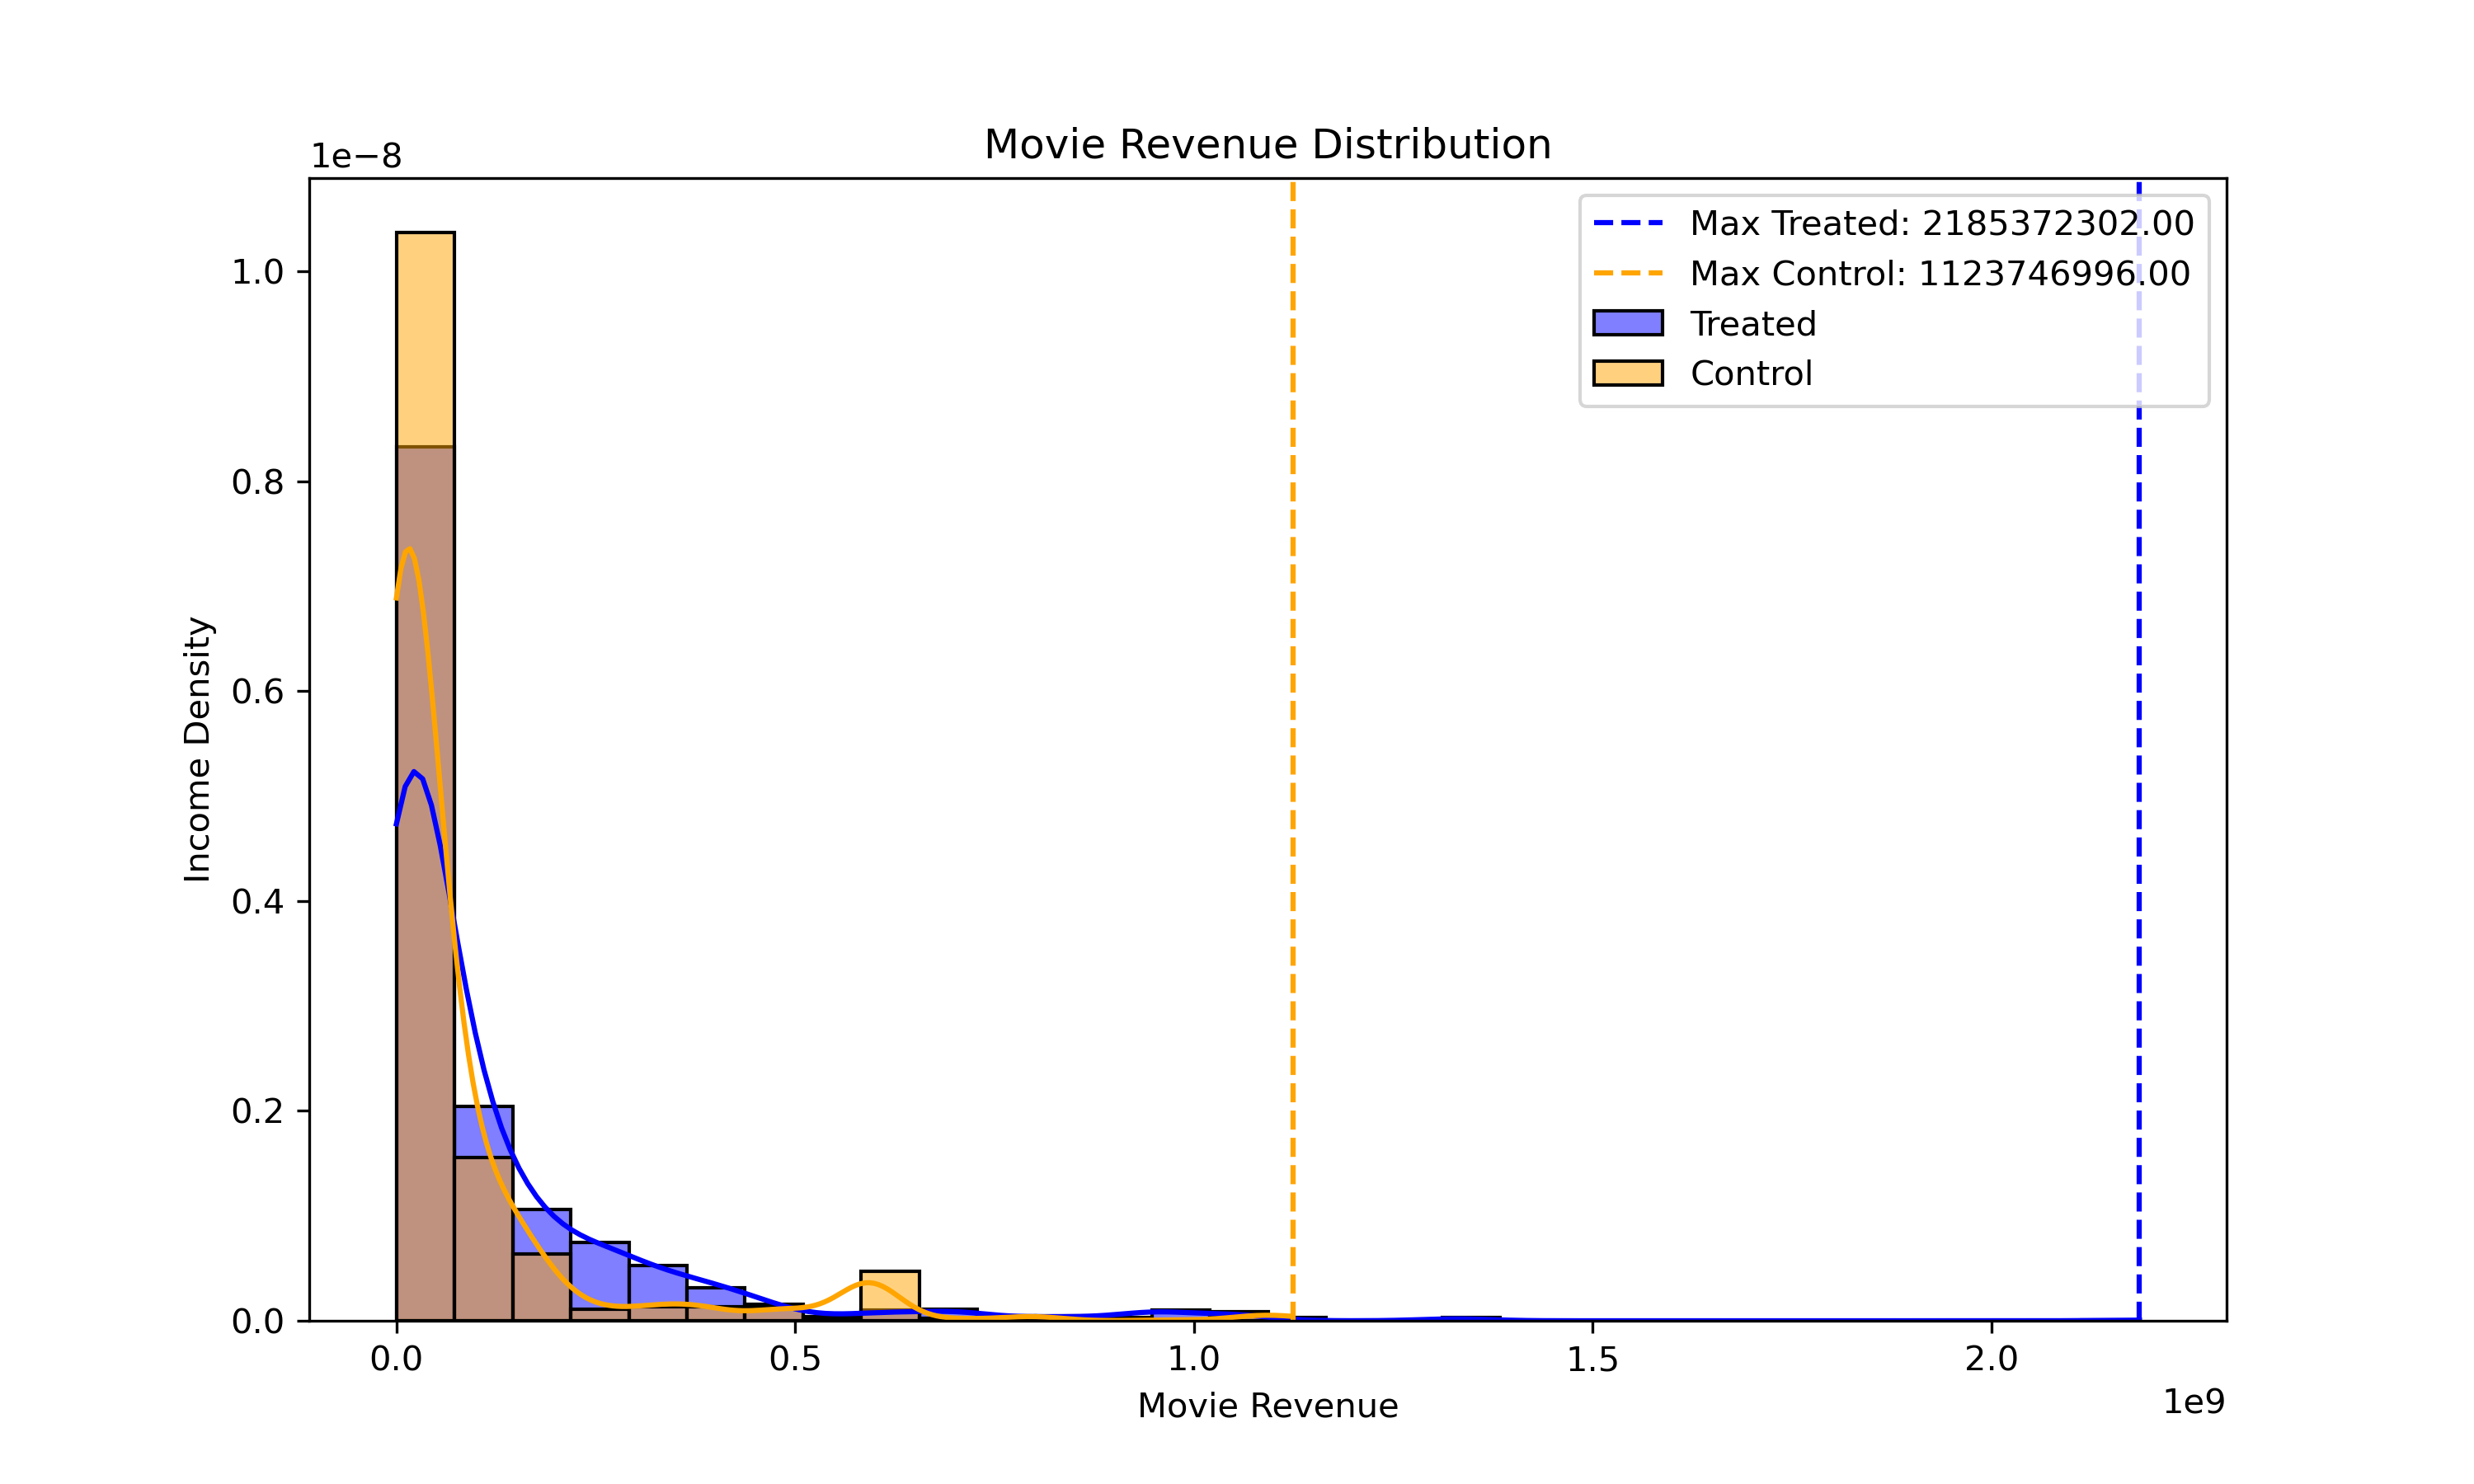 Movie Revenue Distribution
1e−8
Max Treated: 2185372302.00
Max Control: 1123746996.00
Treated
Control
1.0
0.8
0.6
0.4
0.2
0.0
Income Density
0.0 0.5 1.0 1.5 2.0
1e9
Movie Revenue